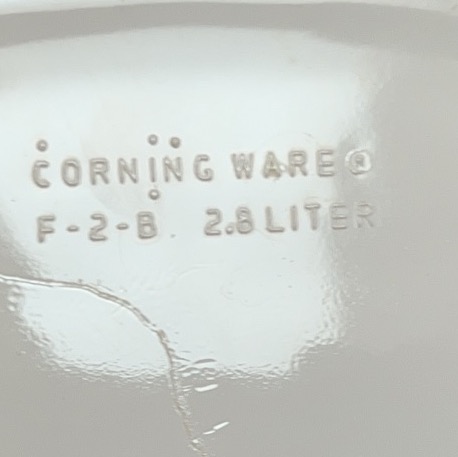 CORNING WARE®
F-2-B 2.8 LITER